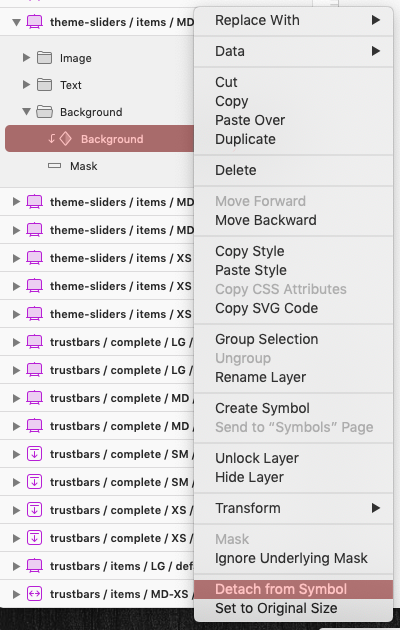 theme-sliders / items / MD
Image
Text
Background
Background
Mask
theme-sliders / items / MD
theme-sliders / items / MD
theme-sliders / items / XS
theme-sliders / items / XS
theme-sliders / items / XS
trustbars / complete / LG /
trustbars / complete / LG /
trustbars / complete / MD /
trustbars / complete / MD /
trustbars / complete / SM /
trustbars / complete / SM /
trustbars / complete / XS /
trustbars / complete / XS /
trustbars / items / LG / def
trustbars / items / MD-XS /
Replace With
Data
Cut
Copy
Paste Over
Duplicate
Delete
Move Forward
Move Backward
Copy Style
Paste Style
Copy CSS Attributes
Copy SVG Code
Group Selection
Ungroup
Rename Layer
Create Symbol
Send to “Symbols” Page
Unlock Layer
Hide Layer
Transform
Mask
Ignore Underlying Mask
Detach from Symbol
Set to Original Size